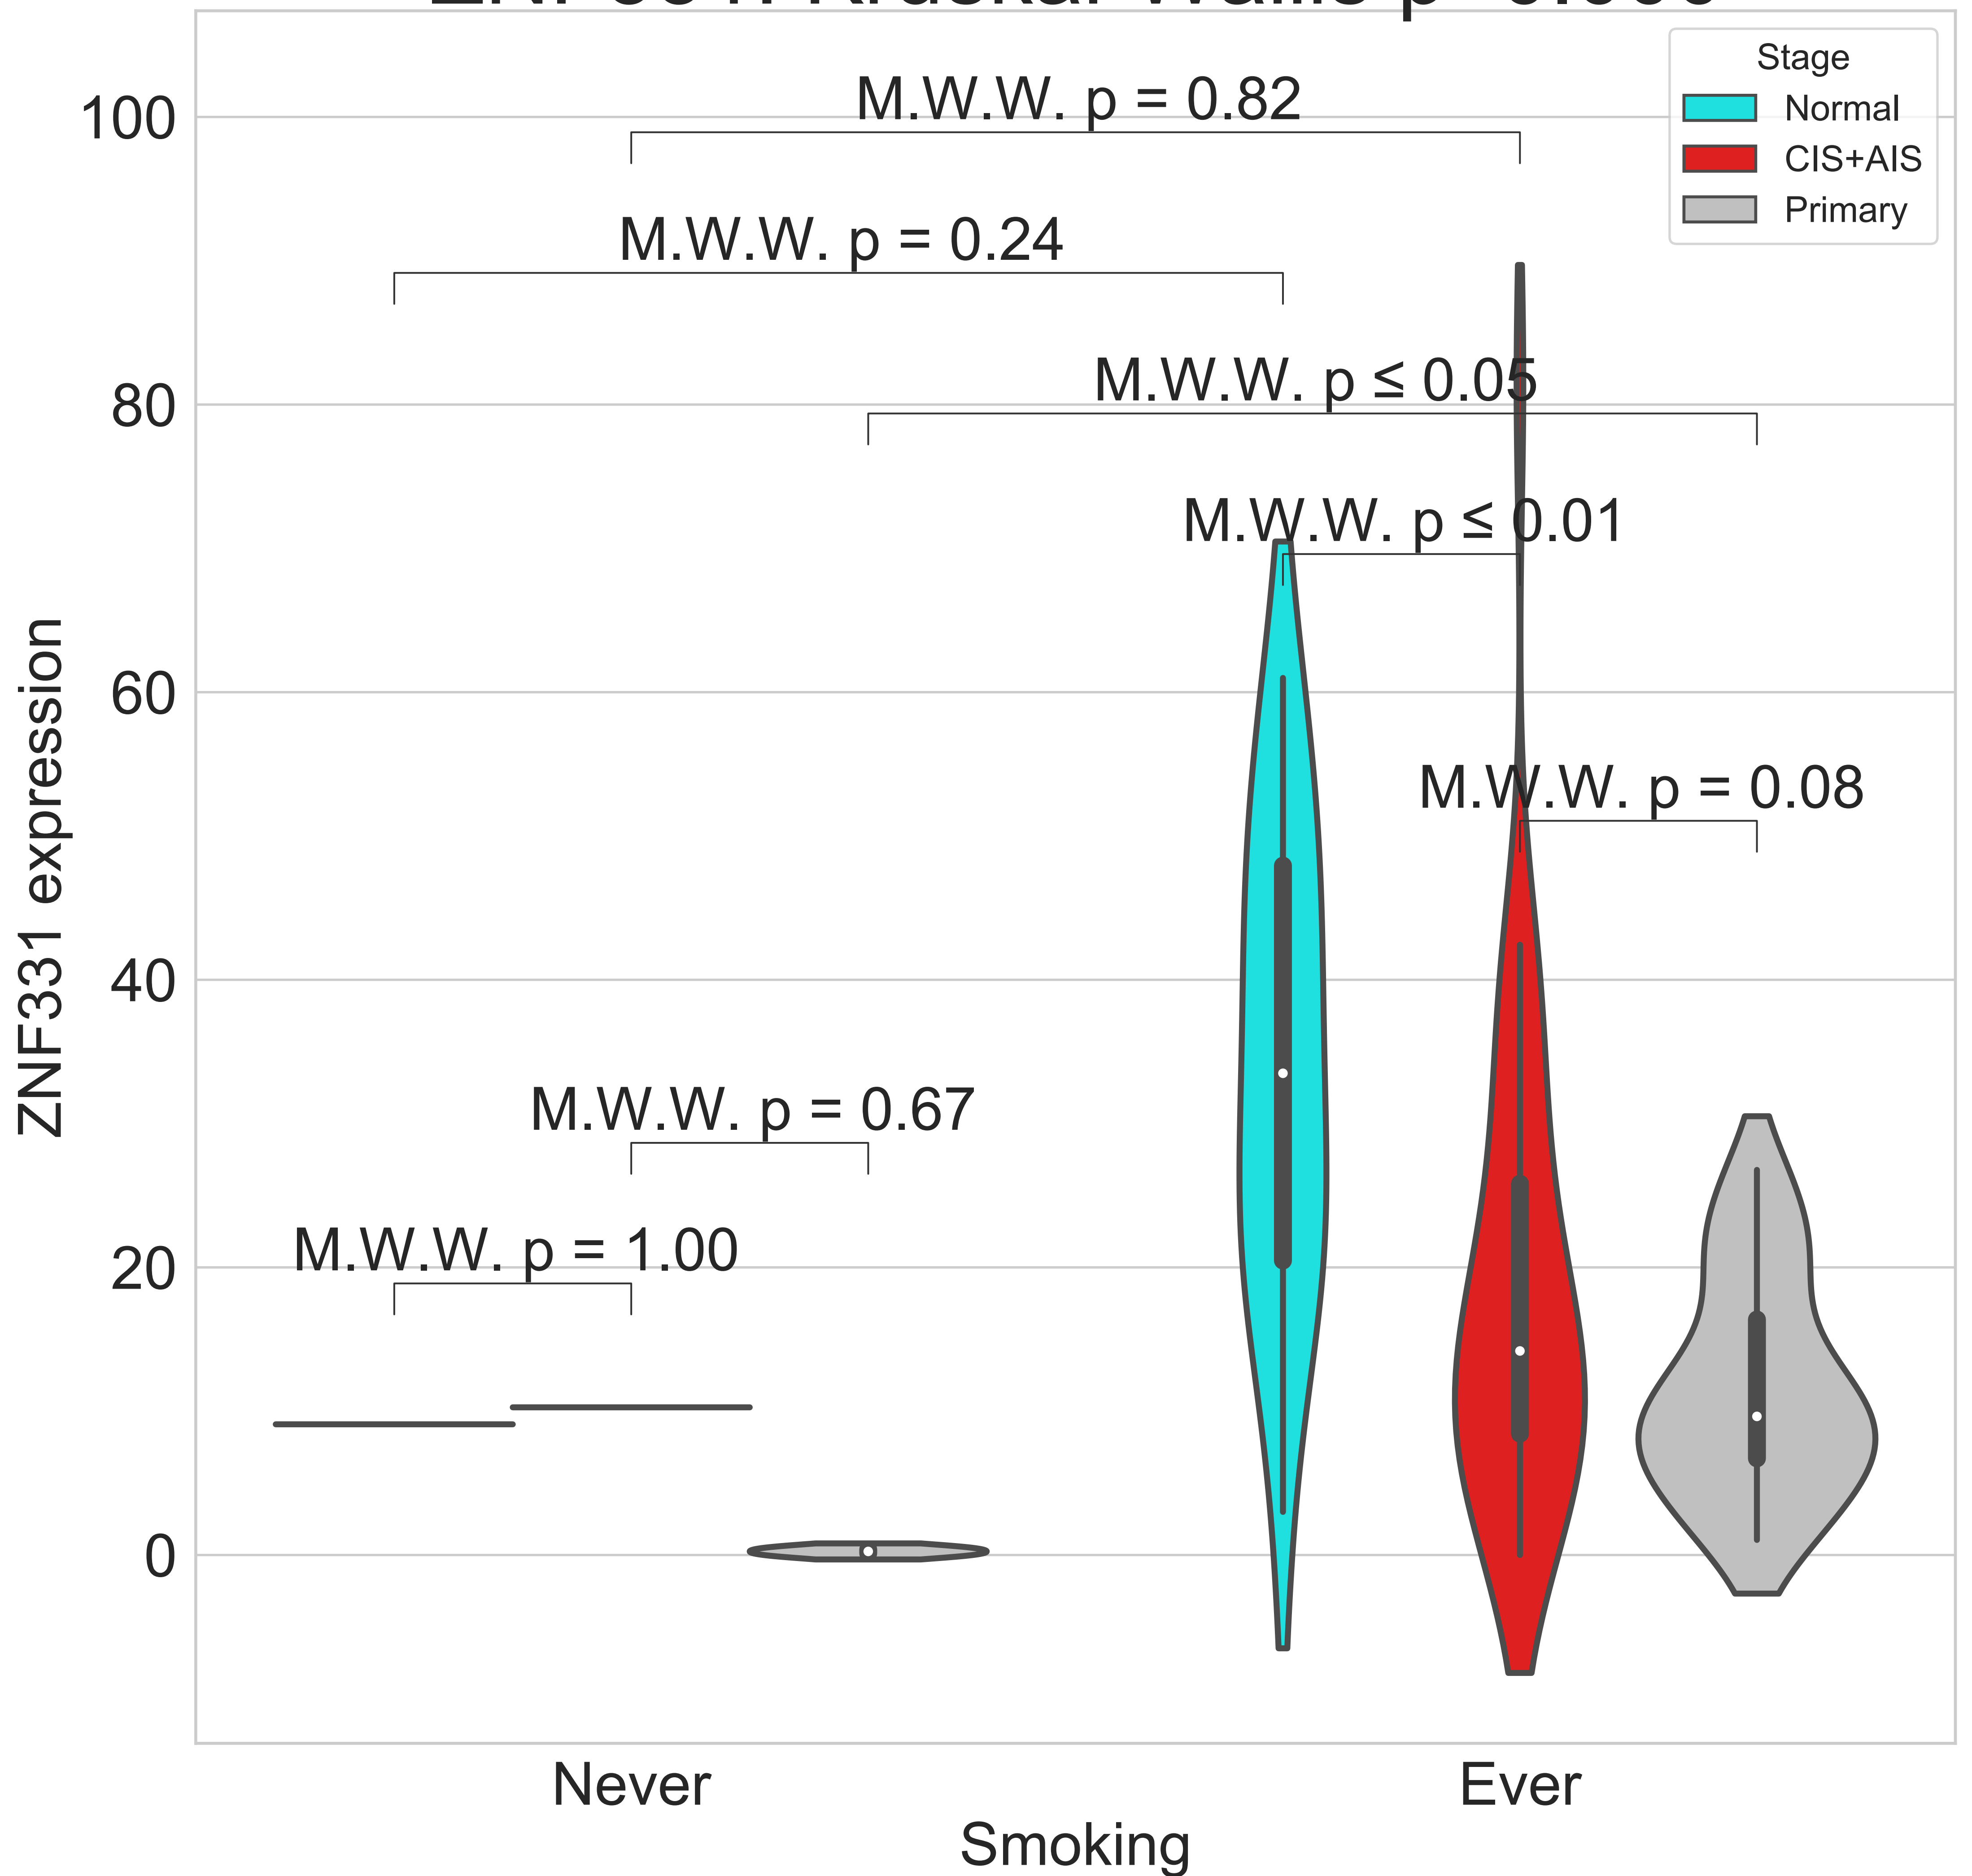 Stage
Normal
CIS+AIS
Primary
M.W.W. p = 0.82
M.W.W. p = 0.24
M.W.W. p ≤ 0.05
M.W.W. p ≤ 0.01
M.W.W. p = 0.08
M.W.W. p = 0.67
M.W.W. p = 1.00
100
80
60
40
20
0
ZNF331 expression
Never
Ever
Smoking